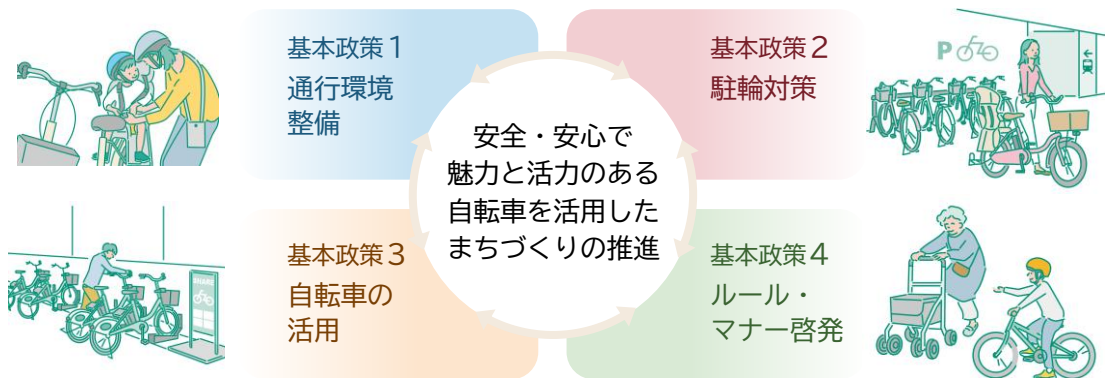 基本政策1
通行環境
整備
基本政策2
駐輪対策
P
安全・安心で
魅力と活力のある
自転車を活用した
まちづくりの推進
基本政策3
自転車の
活用
SHARE
基本政策4
ルール・
マナー啓発